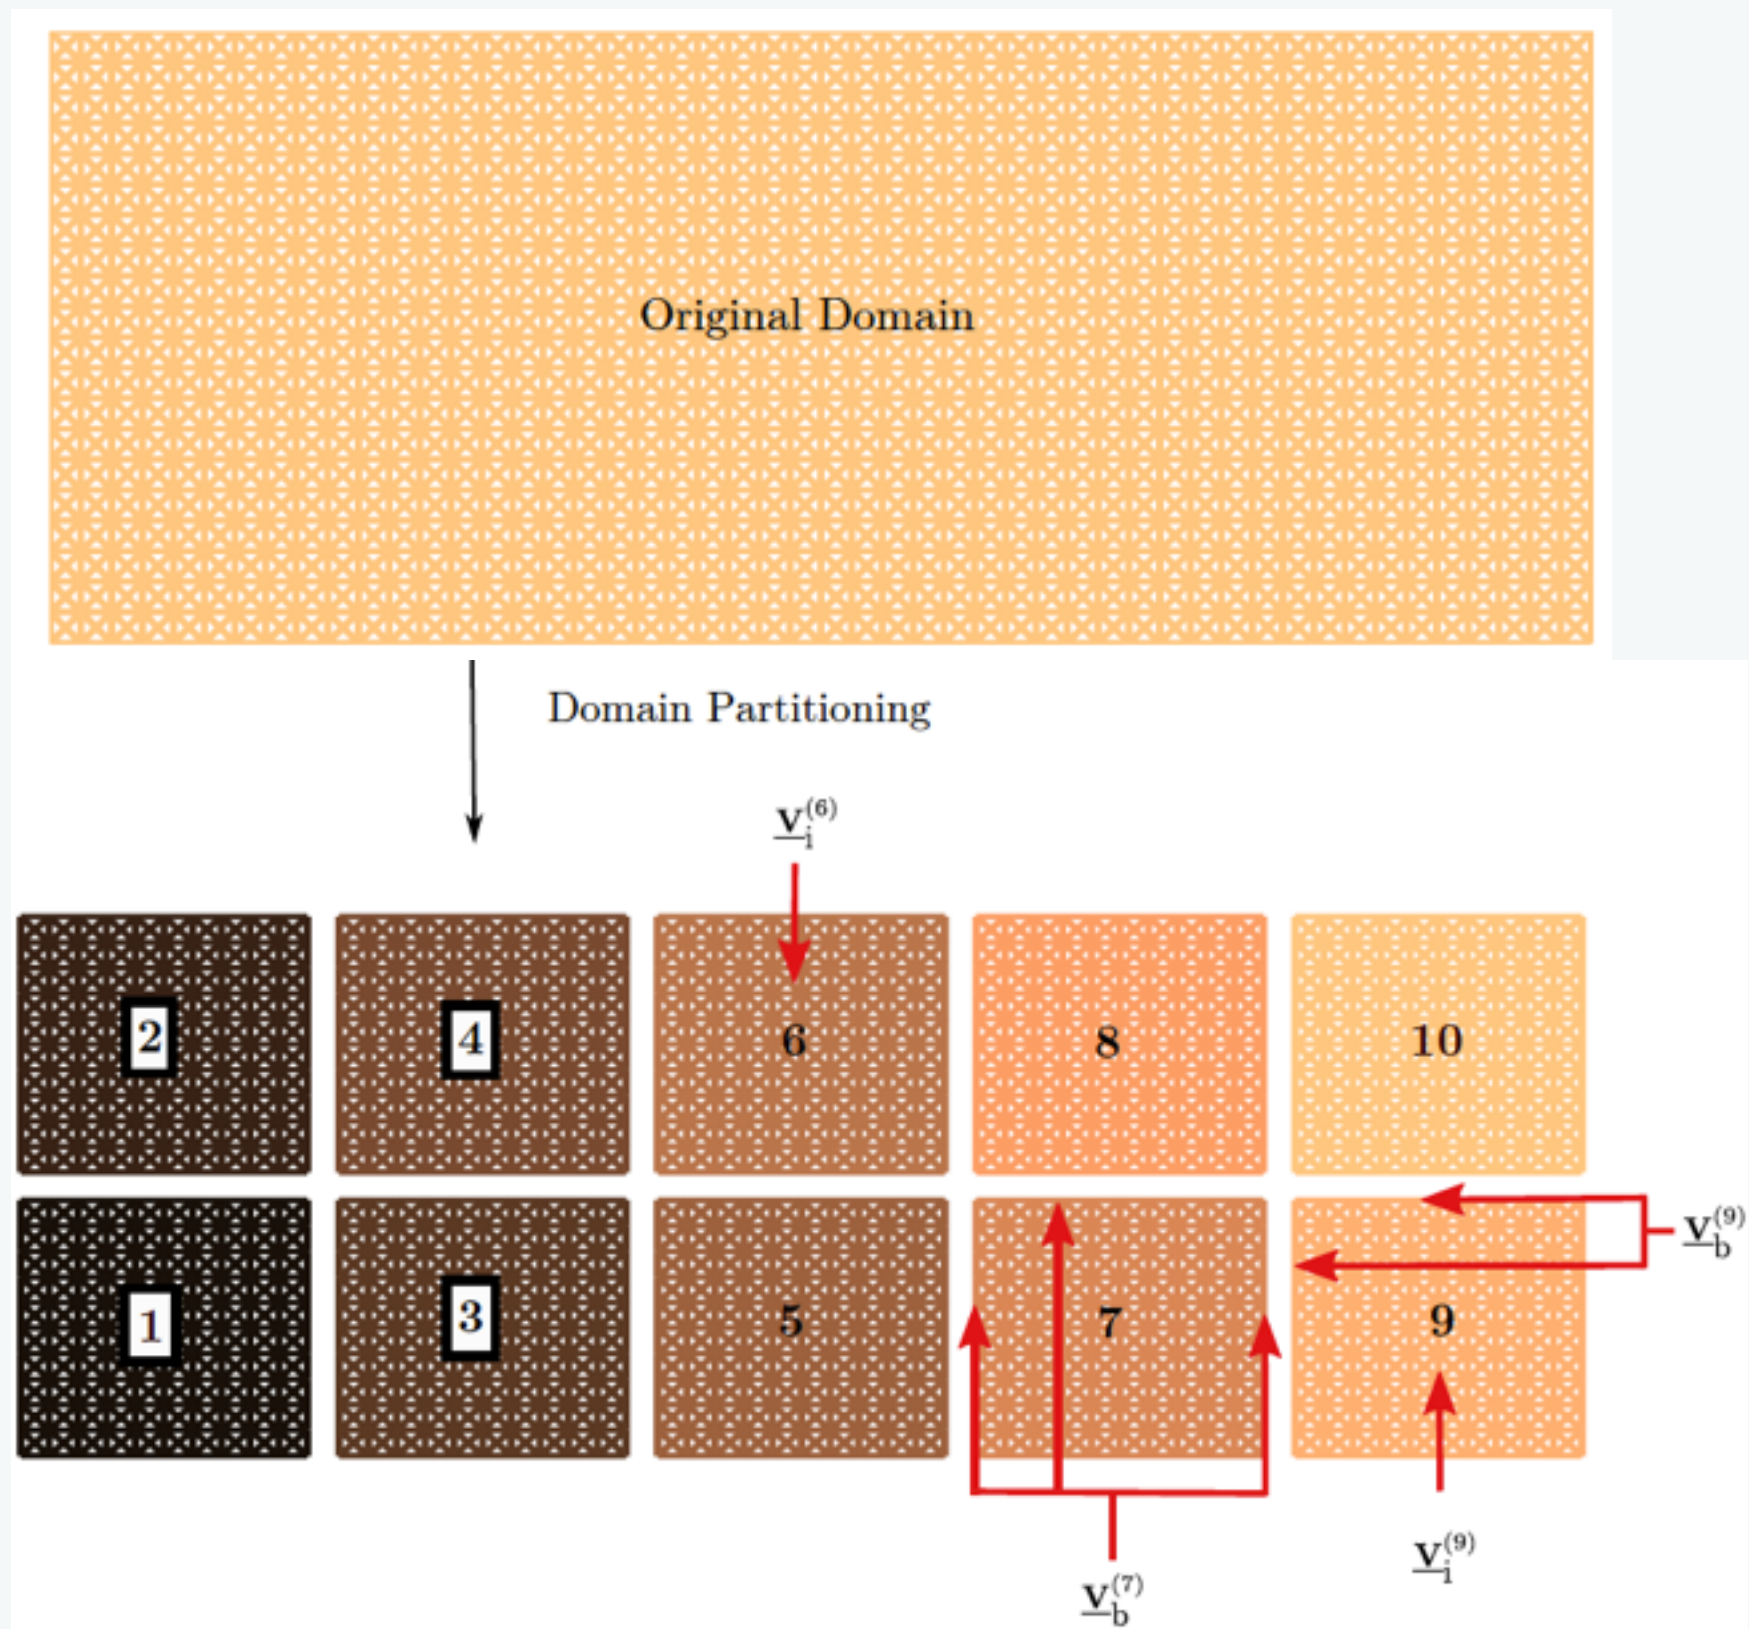 Original Domain
Domain Partitioning
v_i^(6)
2 4 6 8 10
v_b^(9)
1 3 5 7 9
v_i^(9)
v_b^(7)